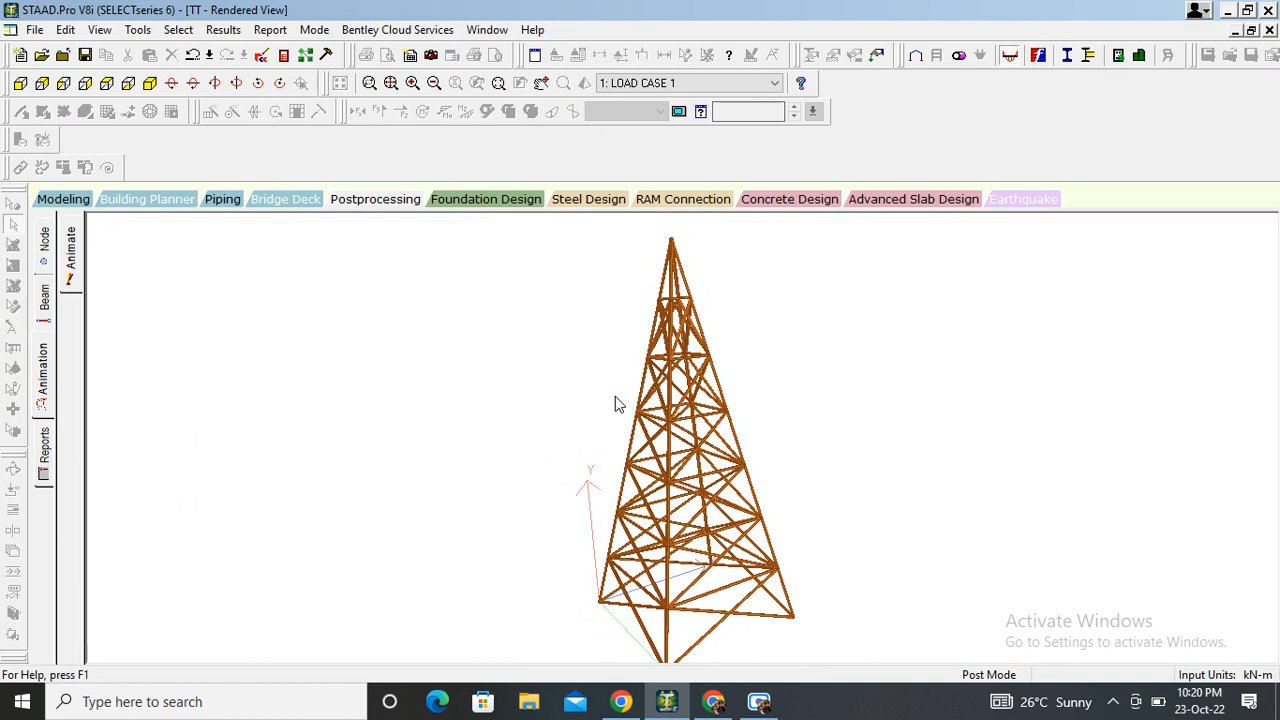 STAAD.Pro V8i (SELECTseries 6) - [TT - Rendered View]
File Edit View Tools Select Results Report Mode Bentley Cloud Services Window Help
1: LOAD CASE 1
Modeling Building Planner Piping Bridge Deck Postprocessing Foundation Design Steel Design RAM Connection Concrete Design Advanced Slab Design Earthquake
Node
Beam
Animation
Reports
Animate
Y
Activate Windows
Go to Settings to activate Windows.
For Help, press F1
Post Mode
Input Units: kN-m
Type here to search
26°C Sunny
10:20 PM
23-Oct-22